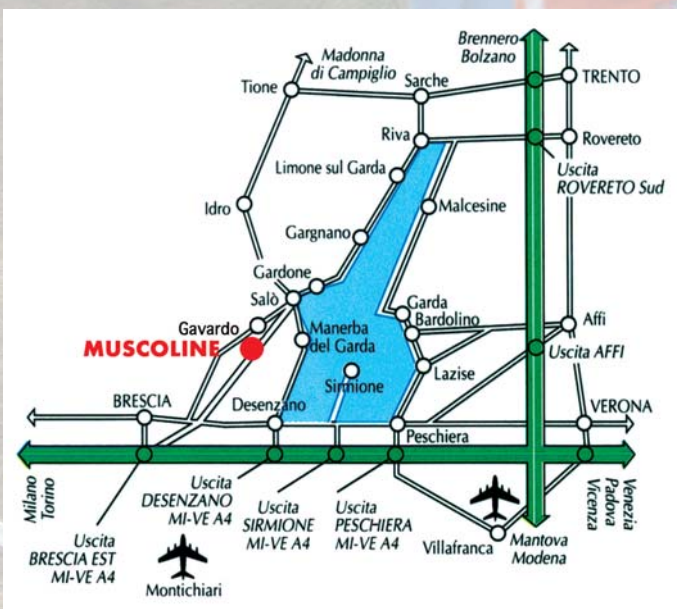 Brennero
Bolzano
Madonna
di Campiglio
Tione
Sarche
TRENTO
Riva
Rovereto
Limone sul Garda
Uscita
ROVERETO Sud
Idro
Malcesine
Gargnano
Gardone
Salò
Garda
Bardolino
Gavardo
Affi
MUSCOLINE
Manerba
del Garda
Uscita AFFI
Lazise
Sirmione
BRESCIA
Desenzano
VERONA
Peschiera
Milano
Torino
Uscita
BRESCIA EST
MI-VE A4
Uscita
DESENZANO
MI-VE A4
Uscita
SIRMIONE
MI-VE A4
Uscita
PESCHIERA
MI-VE A4
Venezia
Padova
Vicenza
Villafranca
Mantova
Modena
Montichiari